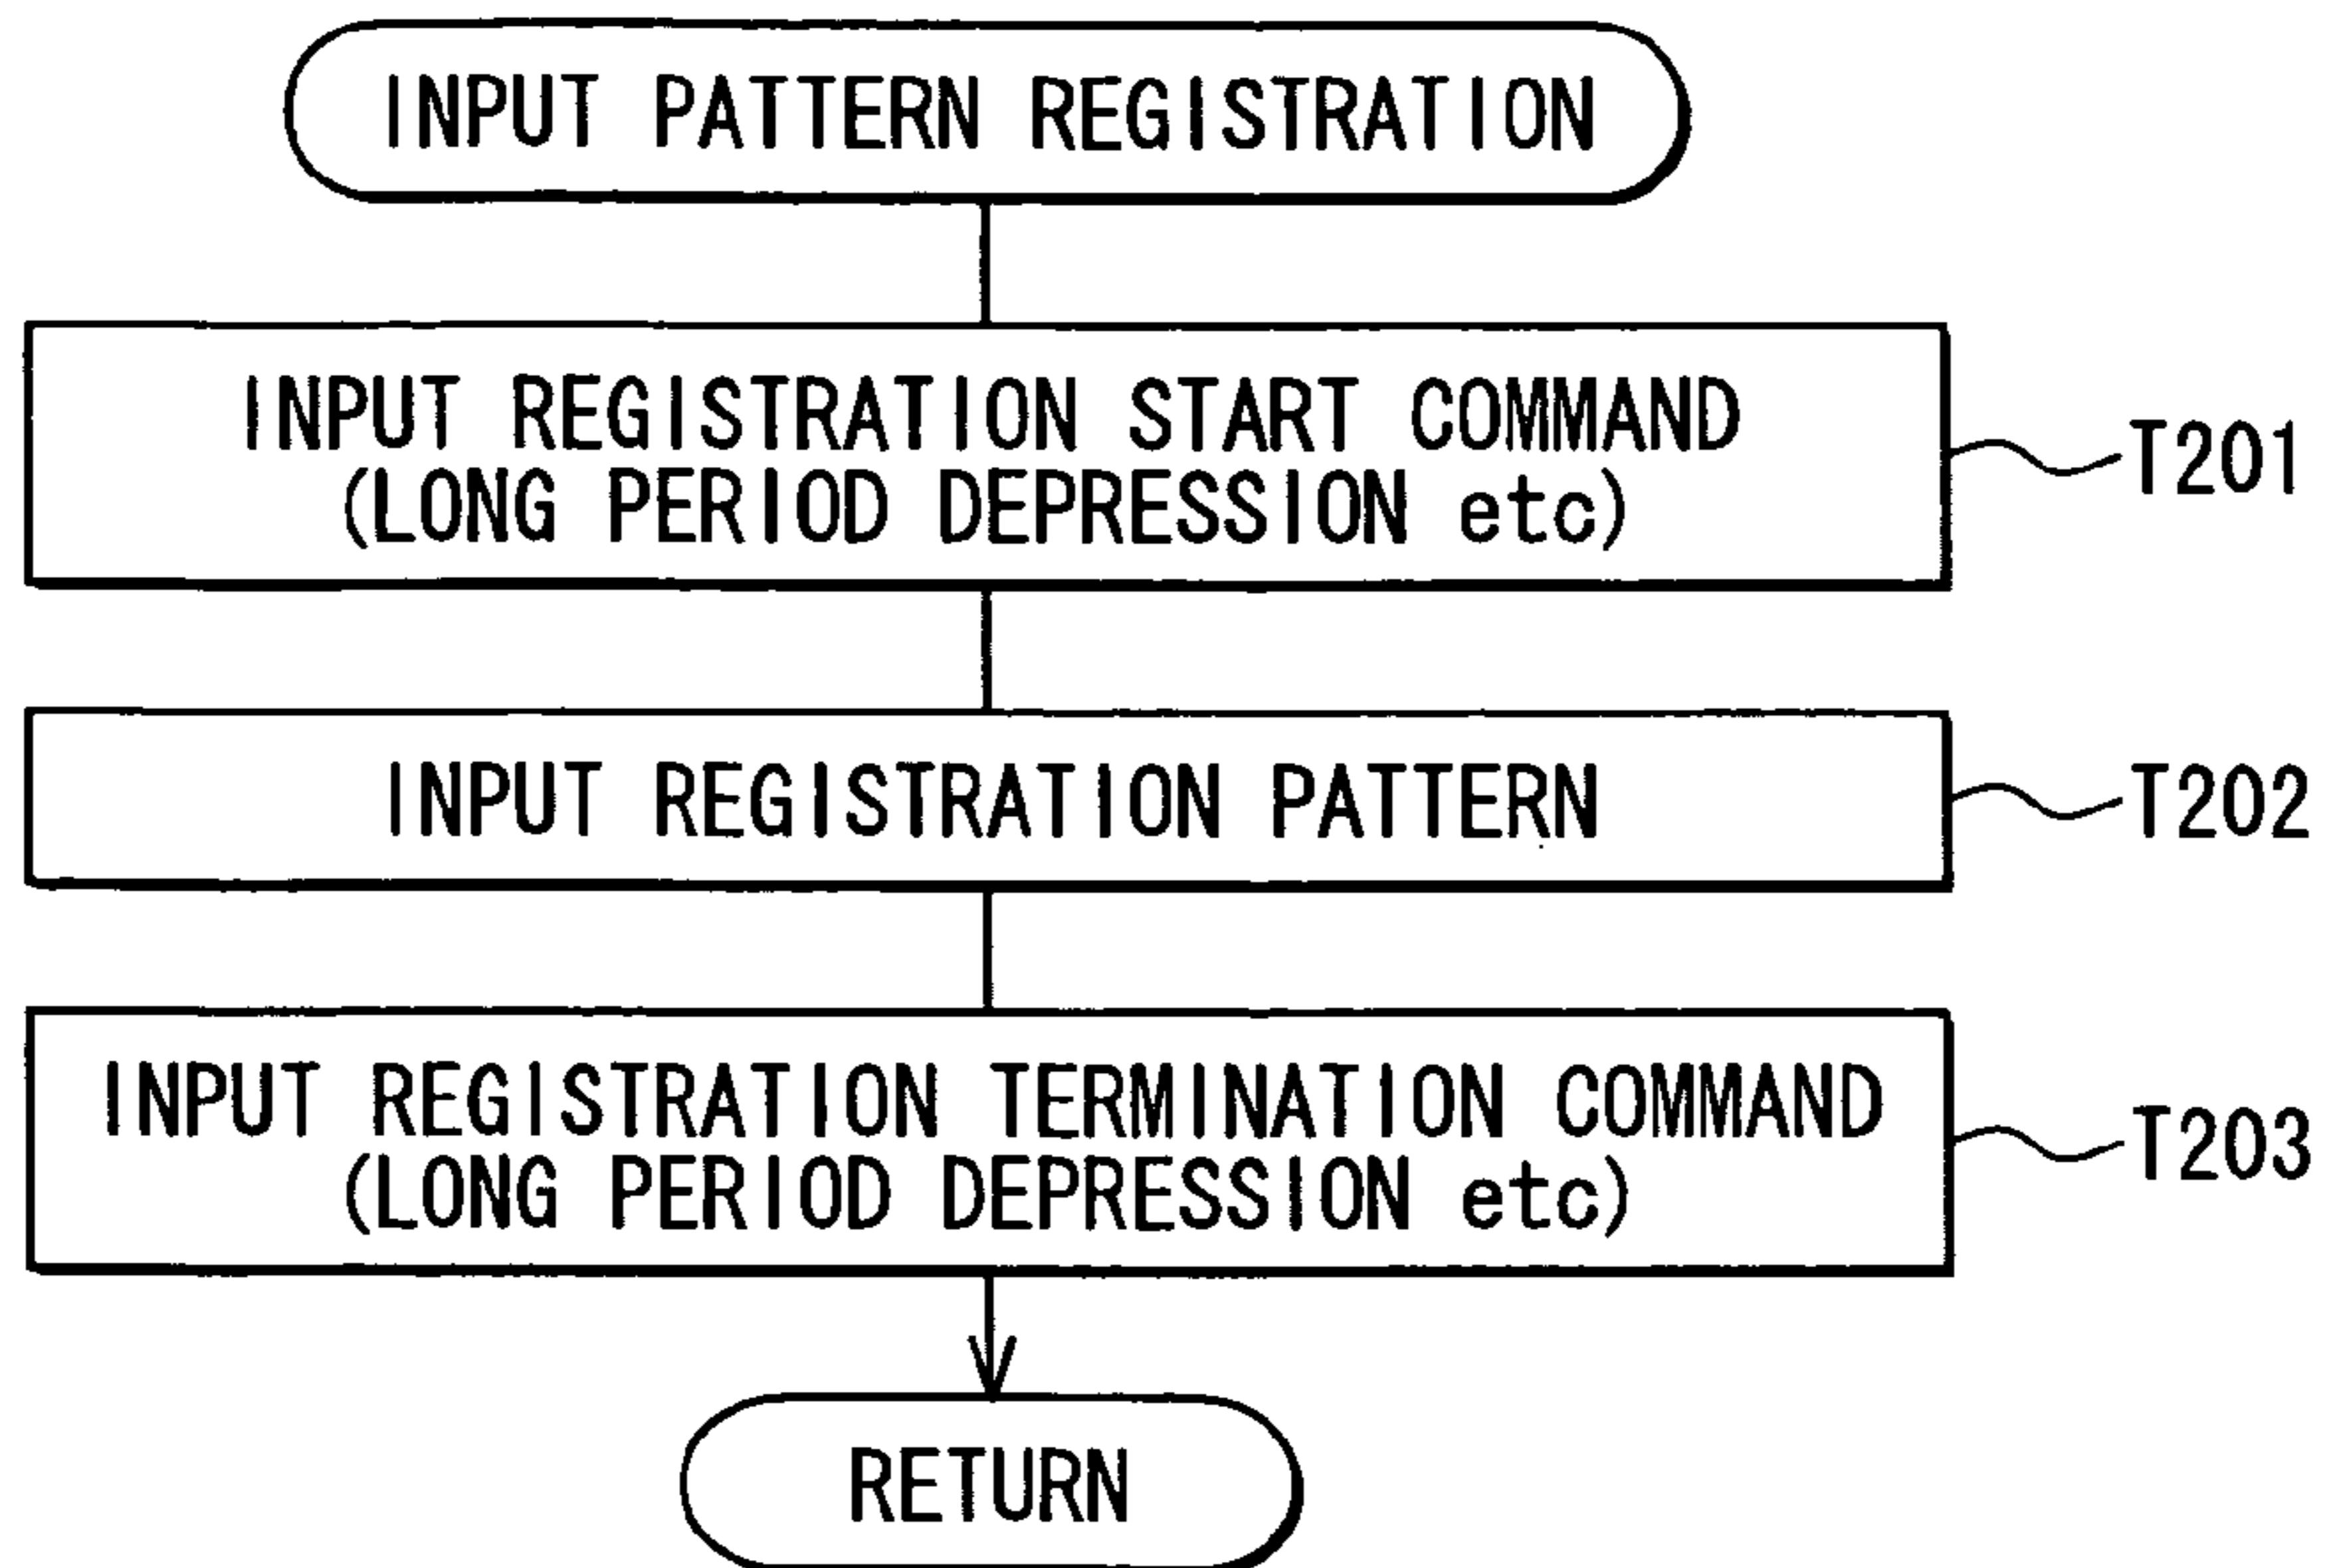 INPUT PATTERN REGISTRATION
INPUT REGISTRATION START COMMAND
(LONG PERIOD DEPRESSION etc)
T201
INPUT REGISTRATION PATTERN
T202
INPUT REGISTRATION TERMINATION COMMAND
(LONG PERIOD DEPRESSION etc)
T203
RETURN